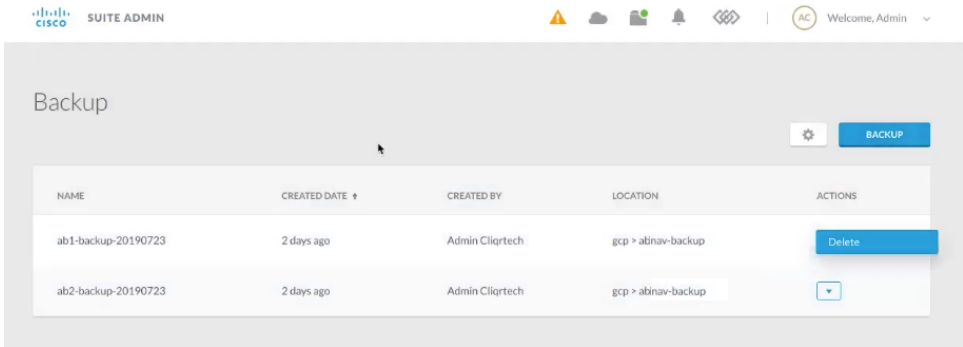 CISCO SUITE ADMIN AC Welcome, Admin
Backup
BACKUP
NAME CREATED DATE ↑ CREATED BY LOCATION ACTIONS
ab1-backup-20190723 2 days ago Admin Cliqrtech gcp > abinav-backup Delete
ab2-backup-20190723 2 days ago Admin Cliqrtech gcp > abinav-backup